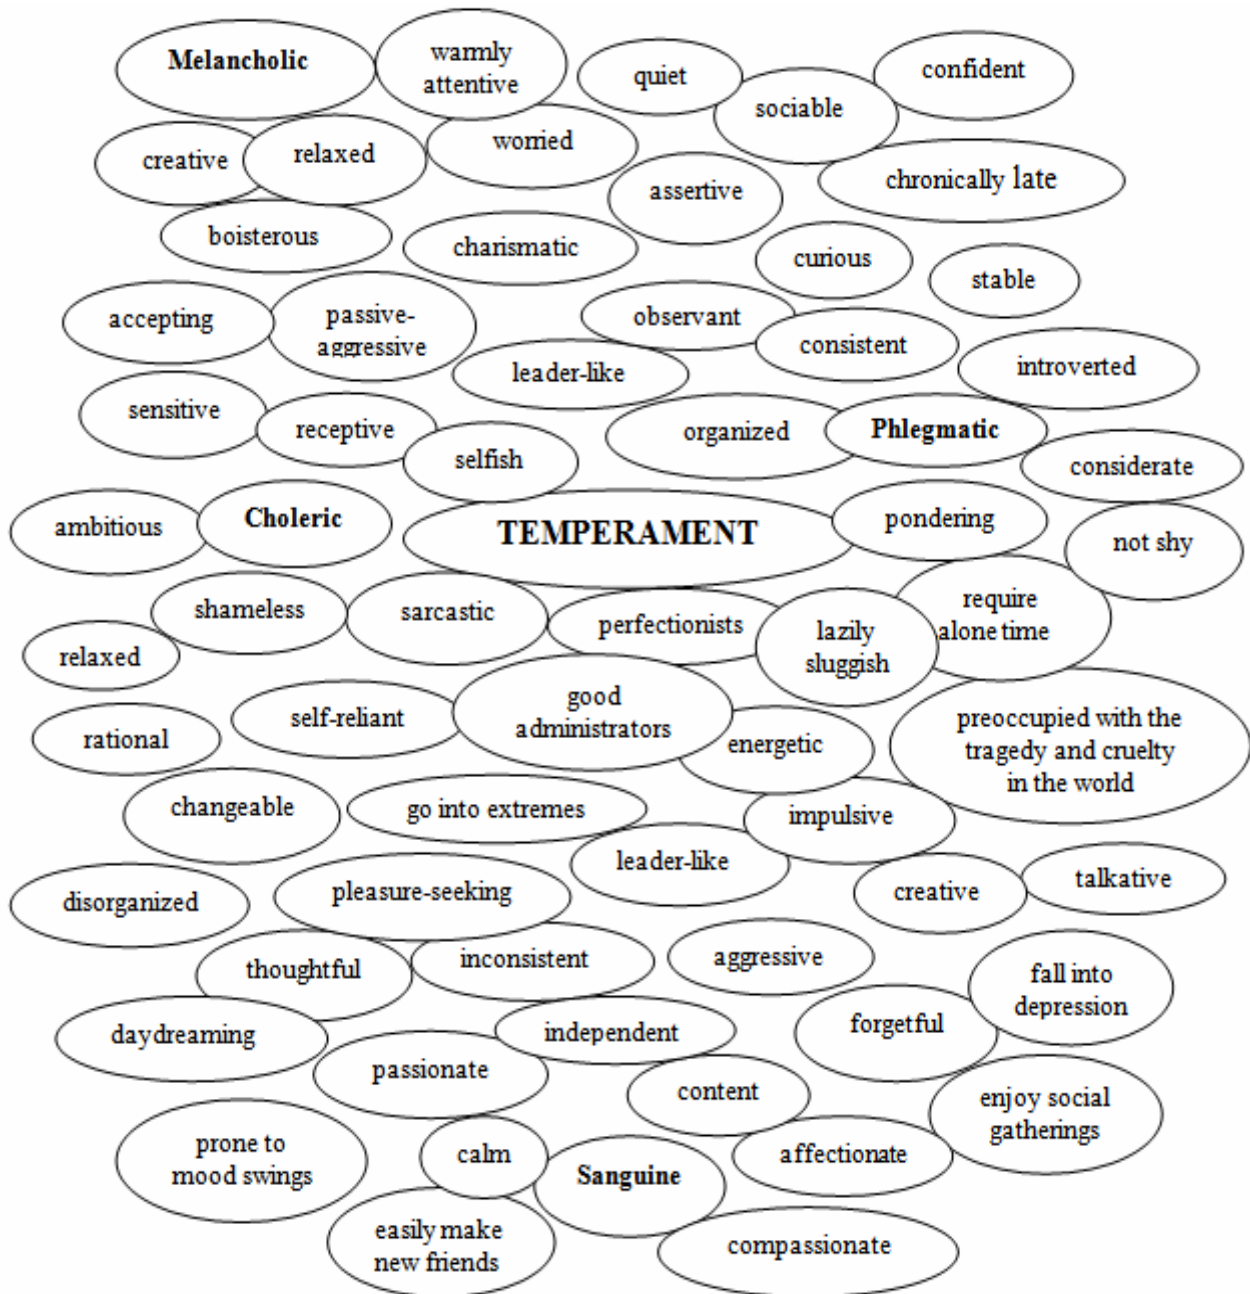 Melancholic
warmly
attentive
quiet
sociable
confident
creative
relaxed
worried
assertive
chronically late
boisterous
charismatic
curious
stable
accepting
passive-
aggressive
observant
consistent
leader-like
introverted
sensitive
receptive
selfish
organized
Phlegmatic
considerate
ambitious
Choleric
TEMPERAMENT
pondering
not shy
shameless
sarcastic
perfectionists
lazily
sluggish
require
alone time
relaxed
rational
self-reliant
good
administrators
energetic
preoccupied with the
tragedy and cruelty
in the world
changeable
go into extremes
impulsive
leader-like
creative
talkative
disorganized
pleasure-seeking
thoughtful
inconsistent
aggressive
fall into
depression
daydreaming
independent
forgetful
passionate
content
enjoy social
gatherings
prone to
mood swings
calm
Sanguine
affectionate
easily make
new friends
compassionate